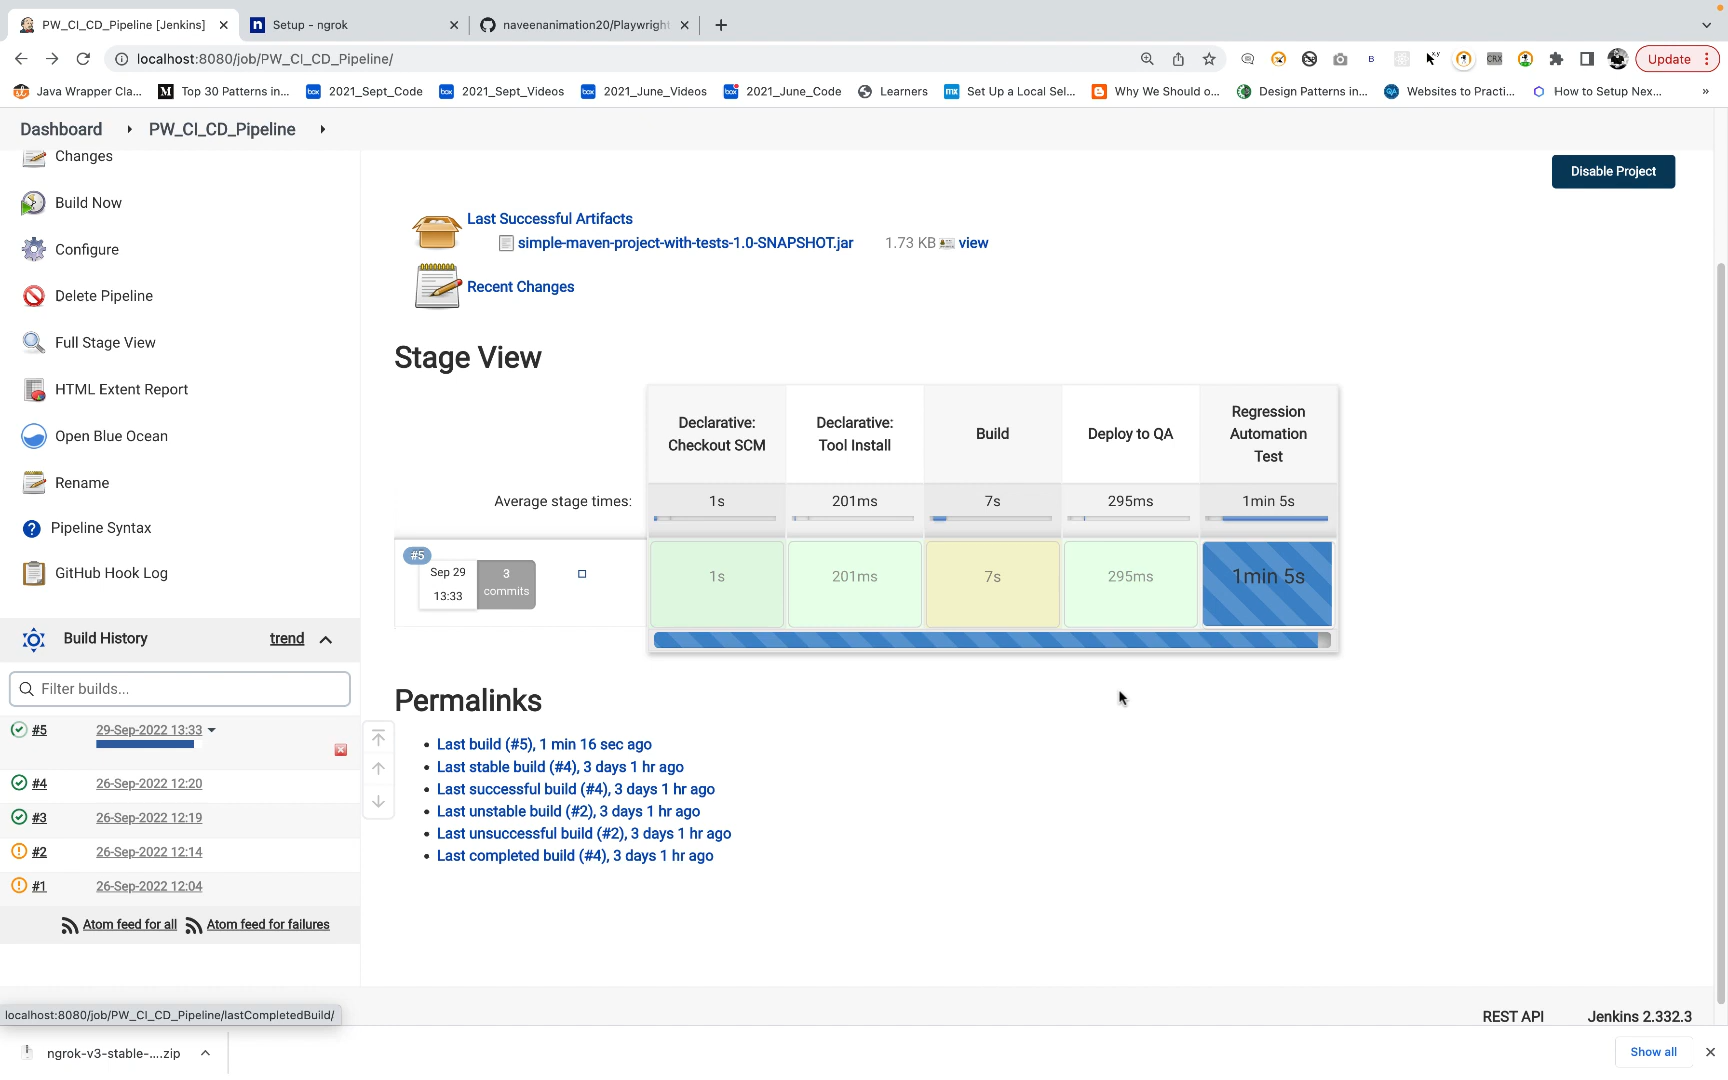 PW_CI_CD_Pipeline [Jenkins]
Setup - ngrok
naveenanimation20/Playwright
localhost:8080/job/PW_CI_CD_Pipeline/
B
CRX
Update
Java Wrapper Cla...
Top 30 Patterns in...
2021_Sept_Code
2021_Sept_Videos
2021_June_Videos
2021_June_Code
Learners
Set Up a Local Sel...
Why We Should o...
Design Patterns in...
Websites to Practi...
How to Setup Nex...
»
Dashboard
PW_CI_CD_Pipeline
Changes
Build Now
Configure
Delete Pipeline
Full Stage View
HTML Extent Report
Open Blue Ocean
Rename
Pipeline Syntax
GitHub Hook Log
Disable Project
Last Successful Artifacts
simple-maven-project-with-tests-1.0-SNAPSHOT.jar 1.73 KB view
Recent Changes
Stage View
Declarative: Checkout SCM
Declarative: Tool Install
Build
Deploy to QA
Regression Automation Test
Average stage times:
1s
201ms
7s
295ms
1min 5s
#5
Sep 29
13:33
3
commits
1s
201ms
7s
295ms
1min 5s
Build History
trend
Filter builds...
#5 29-Sep-2022 13:33
#4 26-Sep-2022 12:20
#3 26-Sep-2022 12:19
#2 26-Sep-2022 12:14
#1 26-Sep-2022 12:04
Atom feed for all
Atom feed for failures
Permalinks
Last build (#5), 1 min 16 sec ago
Last stable build (#4), 3 days 1 hr ago
Last successful build (#4), 3 days 1 hr ago
Last unstable build (#2), 3 days 1 hr ago
Last unsuccessful build (#2), 3 days 1 hr ago
Last completed build (#4), 3 days 1 hr ago
localhost:8080/job/PW_CI_CD_Pipeline/lastCompletedBuild/
REST API
Jenkins 2.332.3
ngrok-v3-stable-....zip
Show all